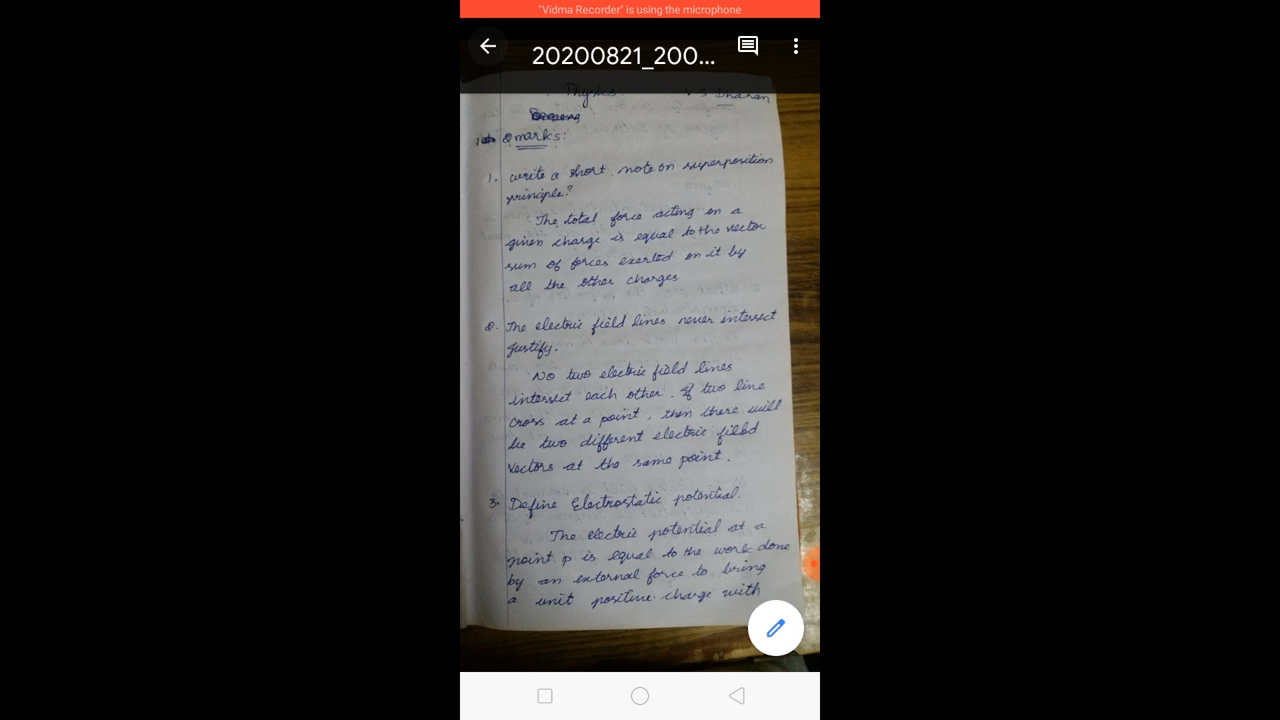 "Vidma Recorder" is using the microphone
20200821_200...
Physics V S Dharan
2 marks:
1. Write a short note on superposition
principle?
The total force acting on a
given charge is equal to the vector
sum of forces exerted on it by
all the other charges
2. The electric field lines never intersect
justify.
No two electric field lines
intersect each other. If two line
cross at a point, then there will
be two different electric filed
vectors at the same point.
3. Define Electrostatic potential.
The electric potential at a
point p is equal to the work done
by an external force to bring
a unit positive charge with